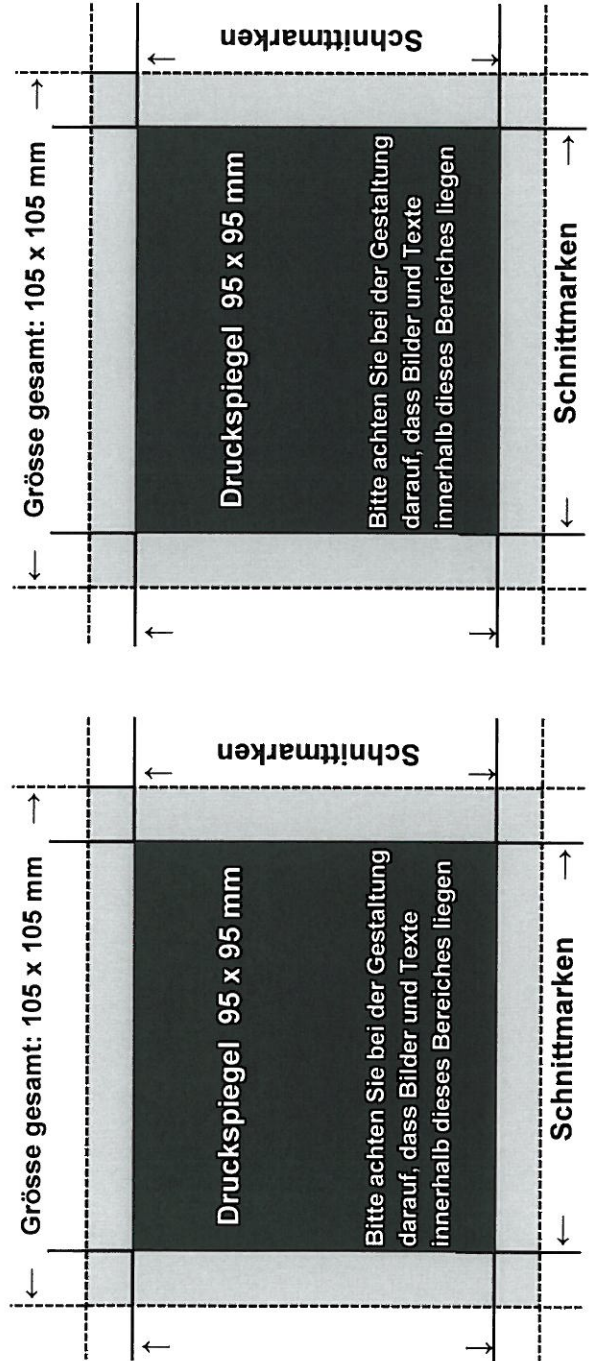 Grösse gesamt: 105 x 105 mm
Druckspiegel 95 x 95 mm
Bitte achten Sie bei der Gestaltung
darauf, dass Bilder und Texte
innerhalb dieses Bereiches liegen
Schnittmarken
Schnittmarken
Grösse gesamt: 105 x 105 mm
Druckspiegel 95 x 95 mm
Bitte achten Sie bei der Gestaltung
darauf, dass Bilder und Texte
innerhalb dieses Bereiches liegen
Schnittmarken
Schnittmarken